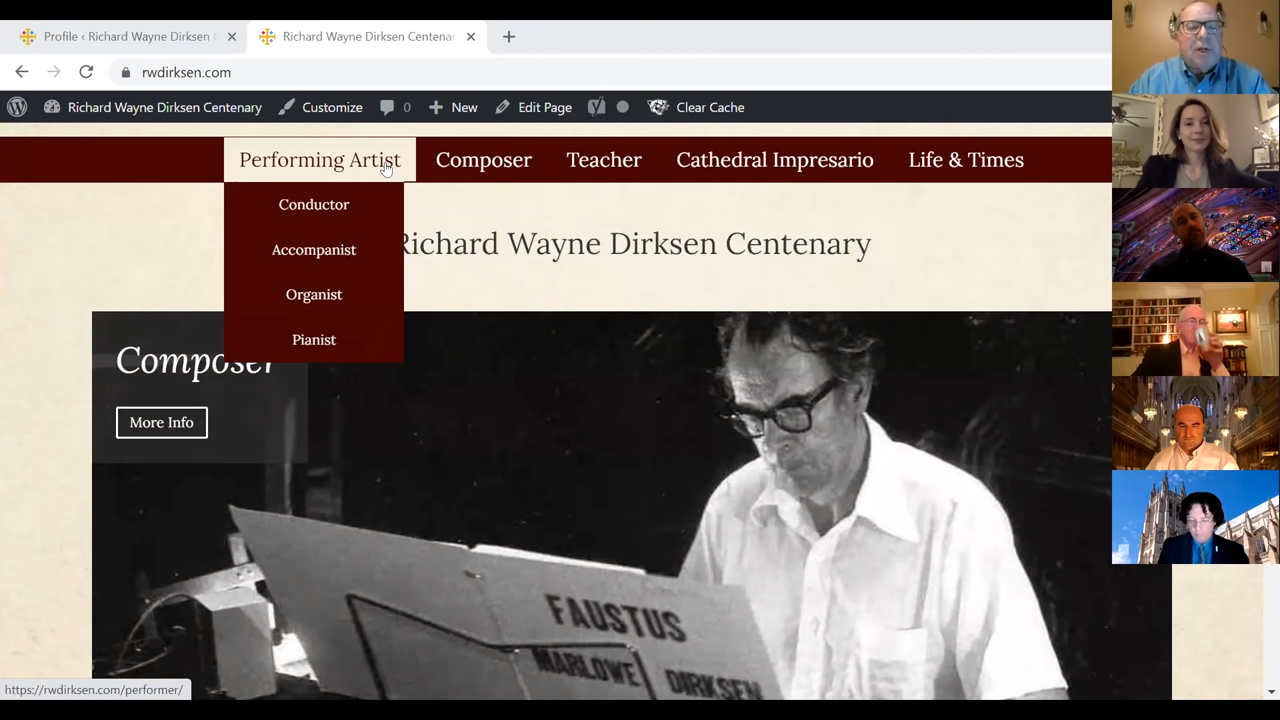 Profile ‹ Richard Wayne Dirksen
Richard Wayne Dirksen Centenar
rwdirksen.com
Richard Wayne Dirksen Centenary
Customize
0
New
Edit Page
Clear Cache
Performing Artist
Composer
Teacher
Cathedral Impresario
Life & Times
Conductor
Accompanist
Organist
Pianist
Richard Wayne Dirksen Centenary
Composer
More Info
FAUSTUS
MARLOWE
DIRKSEN
https://rwdirksen.com/performer/